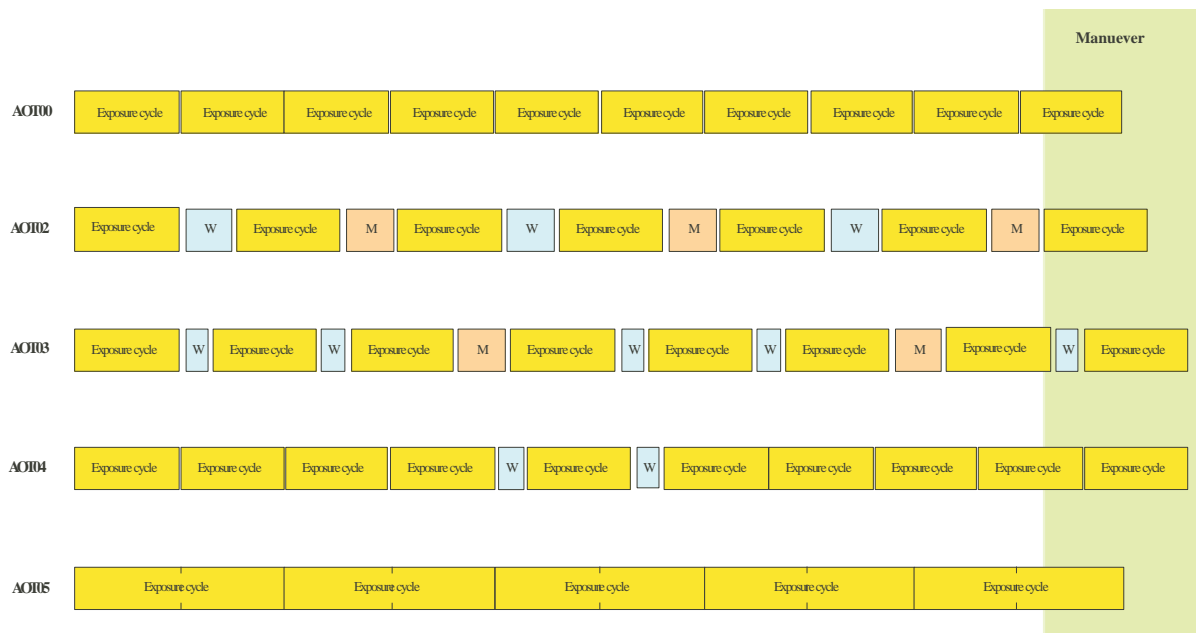 Manuever
AOT00 Exposure cycle Exposure cycle Exposure cycle Exposure cycle Exposure cycle Exposure cycle Exposure cycle Exposure cycle Exposure cycle Exposure cycle
AOT02 Exposure cycle W Exposure cycle M Exposure cycle W Exposure cycle M Exposure cycle W Exposure cycle M Exposure cycle
AOT03 Exposure cycle W Exposure cycle W Exposure cycle M Exposure cycle W Exposure cycle W Exposure cycle M Exposure cycle W Exposure cycle
AOT04 Exposure cycle Exposure cycle Exposure cycle Exposure cycle W Exposure cycle W Exposure cycle Exposure cycle Exposure cycle Exposure cycle Exposure cycle
AOT05 Exposure cycle Exposure cycle Exposure cycle Exposure cycle Exposure cycle